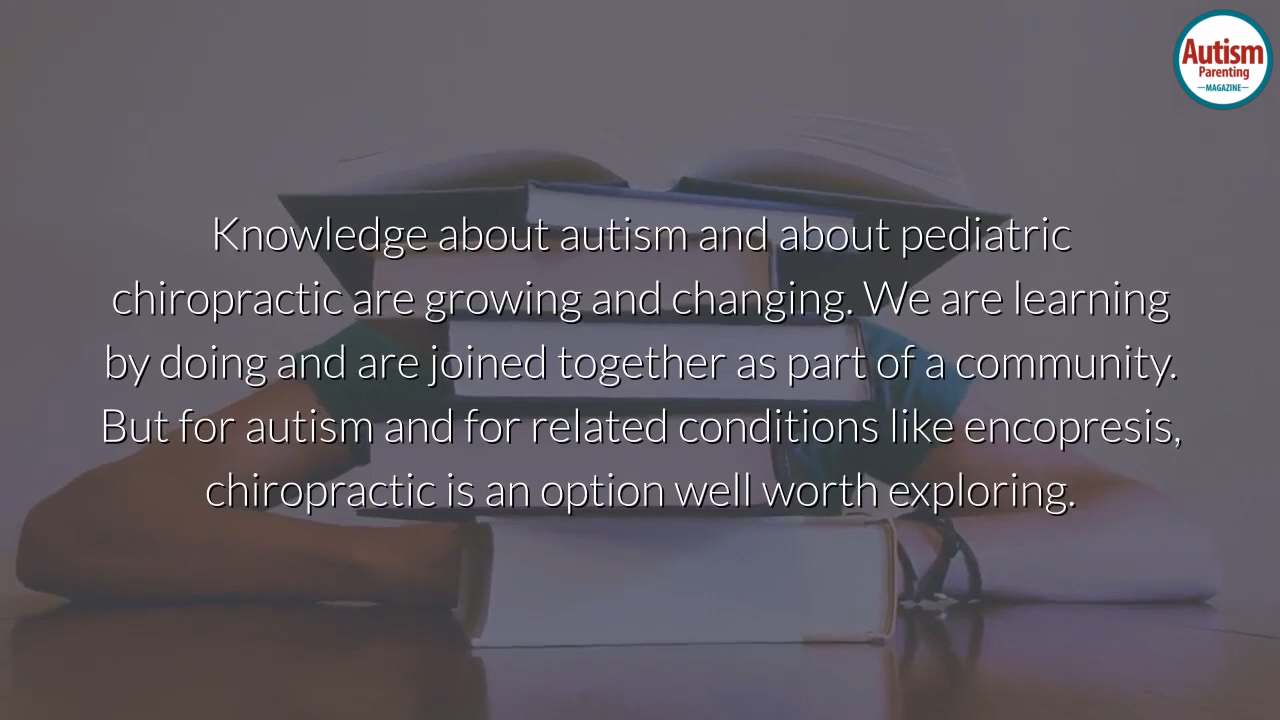 Autism
Parenting
MAGAZINE
Knowledge about autism and about pediatric
chiropractic are growing and changing. We are learning
by doing and are joined together as part of a community.
But for autism and for related conditions like encopresis,
chiropractic is an option well worth exploring.